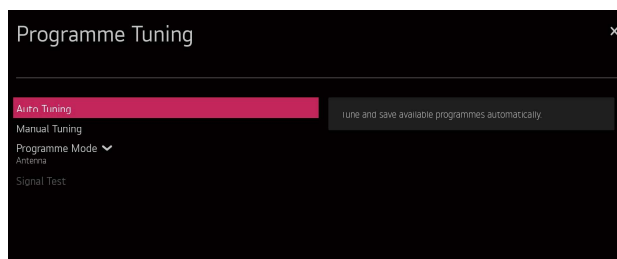 Programme Tuning
×
Auto Tuning
Tune and save available programmes automatically.
Manual Tuning
Programme Mode
Antenna
Signal Test